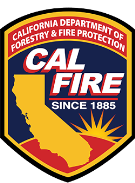 CALIFORNIA DEPARTMENT OF
FORESTRY & FIRE PROTECTION
CAL
FIRE
SINCE 1885